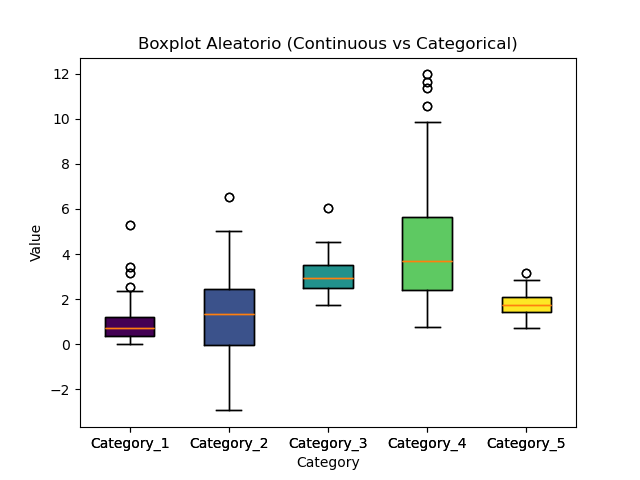 Boxplot Aleatorio (Continuous vs Categorical)
12
10
8
6
4
2
0
−2
Value
Category_1 Category_2 Category_3 Category_4 Category_5
Category